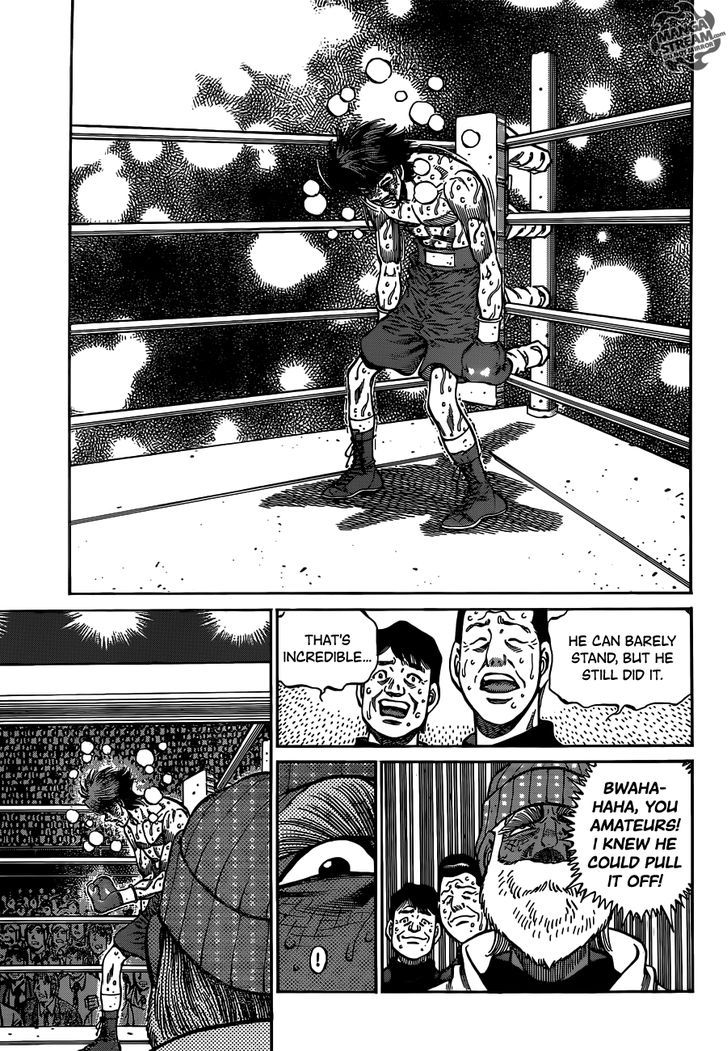 MANGA
STREAM.com
HE CAN BARELY
STAND, BUT HE
STILL DID IT.
THAT'S
INCREDIBLE...
BWAHA-
HAHA, YOU
AMATEURS!
I KNEW HE
COULD PULL
IT OFF!
!